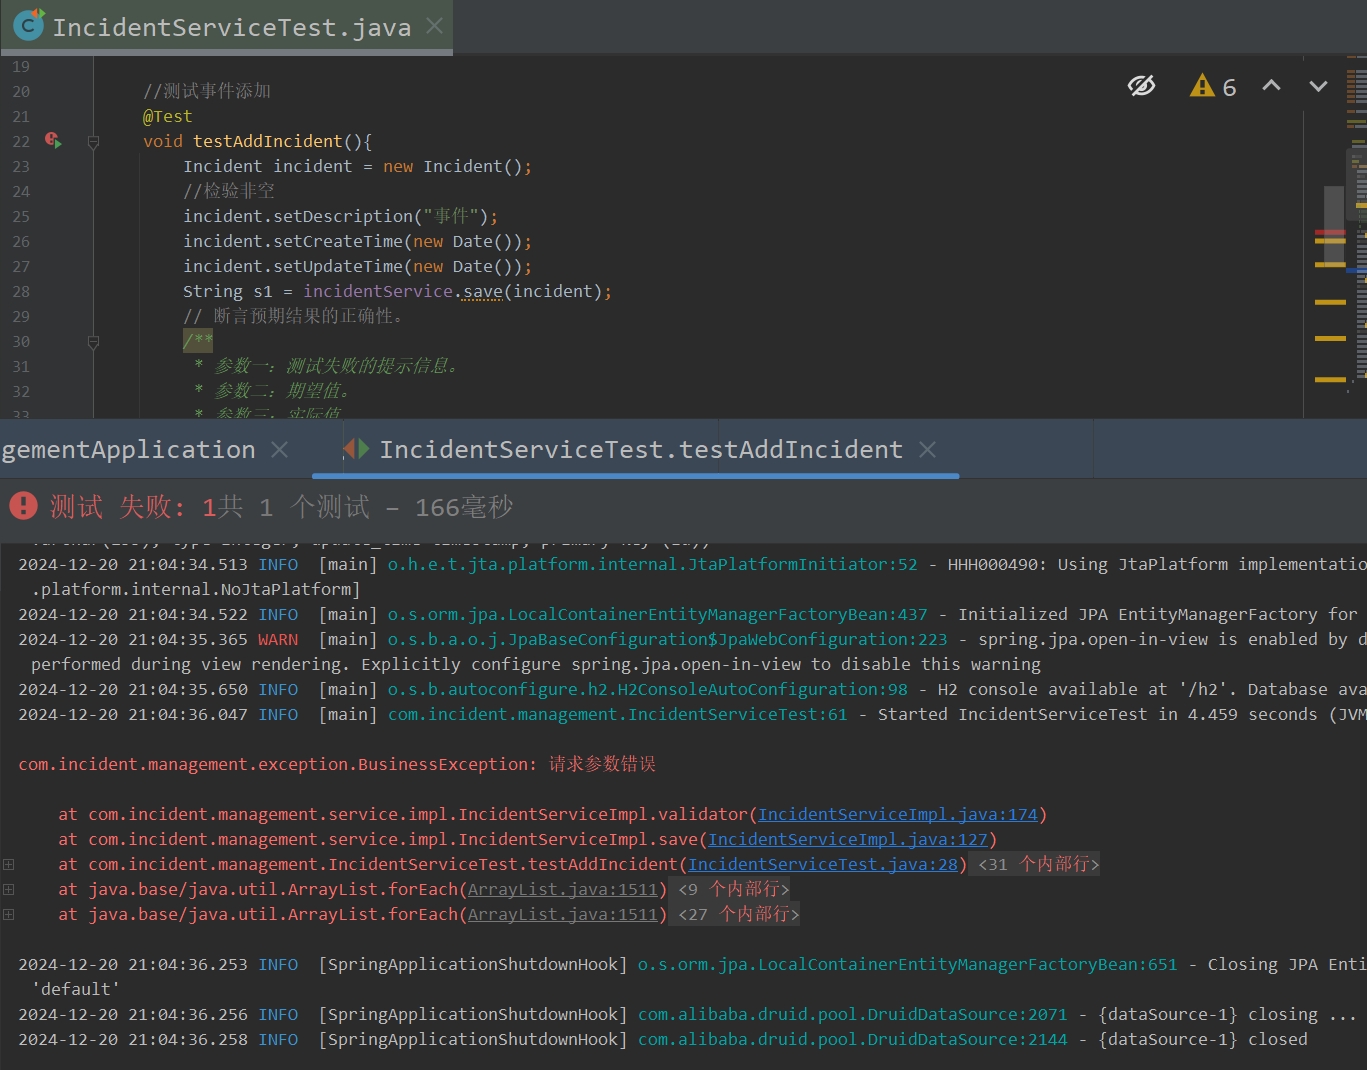 IncidentServiceTest.java
6
19
20 //测试事件添加
21 @Test
22 void testAddIncident(){
23 Incident incident = new Incident();
24 //检验非空
25 incident.setDescription("事件");
26 incident.setCreateTime(new Date());
27 incident.setUpdateTime(new Date());
28 String s1 = incidentService.save(incident);
29 // 断言预期结果的正确性。
30 /**
31 * 参数一: 测试失败的提示信息。
32 * 参数二: 期望值。
33 * 参数三: 实际值
gementApplication IncidentServiceTest.testAddIncident
测试 失败: 1共 1 个测试 – 166毫秒
2024-12-20 21:04:34.513 INFO [main] o.h.e.t.jta.platform.internal.JtaPlatformInitiator:52 - HHH000490: Using JtaPlatform implementatio
.platform.internal.NoJtaPlatform]
2024-12-20 21:04:34.522 INFO [main] o.s.orm.jpa.LocalContainerEntityManagerFactoryBean:437 - Initialized JPA EntityManagerFactory for
2024-12-20 21:04:35.365 WARN [main] o.s.b.a.o.j.JpaBaseConfiguration$JpaWebConfiguration:223 - spring.jpa.open-in-view is enabled by d
performed during view rendering. Explicitly configure spring.jpa.open-in-view to disable this warning
2024-12-20 21:04:35.650 INFO [main] o.s.b.autoconfigure.h2.H2ConsoleAutoConfiguration:98 - H2 console available at '/h2'. Database ava
2024-12-20 21:04:36.047 INFO [main] com.incident.management.IncidentServiceTest:61 - Started IncidentServiceTest in 4.459 seconds (JVM
com.incident.management.exception.BusinessException: 请求参数错误
at com.incident.management.service.impl.IncidentServiceImpl.validator(IncidentServiceImpl.java:174)
at com.incident.management.service.impl.IncidentServiceImpl.save(IncidentServiceImpl.java:127)
at com.incident.management.IncidentServiceTest.testAddIncident(IncidentServiceTest.java:28) <31 个内部行>
at java.base/java.util.ArrayList.forEach(ArrayList.java:1511) <9 个内部行>
at java.base/java.util.ArrayList.forEach(ArrayList.java:1511) <27 个内部行>
2024-12-20 21:04:36.253 INFO [SpringApplicationShutdownHook] o.s.orm.jpa.LocalContainerEntityManagerFactoryBean:651 - Closing JPA Enti
'default'
2024-12-20 21:04:36.256 INFO [SpringApplicationShutdownHook] com.alibaba.druid.pool.DruidDataSource:2071 - {dataSource-1} closing ...
2024-12-20 21:04:36.258 INFO [SpringApplicationShutdownHook] com.alibaba.druid.pool.DruidDataSource:2144 - {dataSource-1} closed